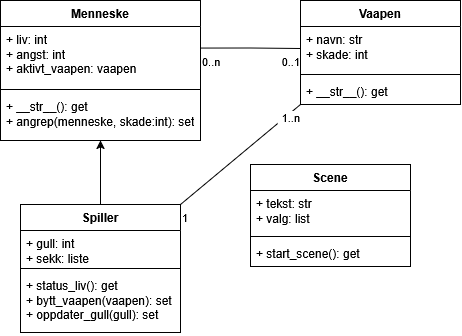 Menneske
+ liv: int
+ angst: int
+ aktivt_vaapen: vaapen
+ __str__(): get
+ angrep(menneske, skade:int): set
0..n
0..1
Vaapen
+ navn: str
+ skade: int
+ __str__(): get
1..n
1
Spiller
+ gull: int
+ sekk: liste
+ status_liv(): get
+ bytt_vaapen(vaapen): set
+ oppdater_gull(gull): set
Scene
+ tekst: str
+ valg: list
+ start_scene(): get